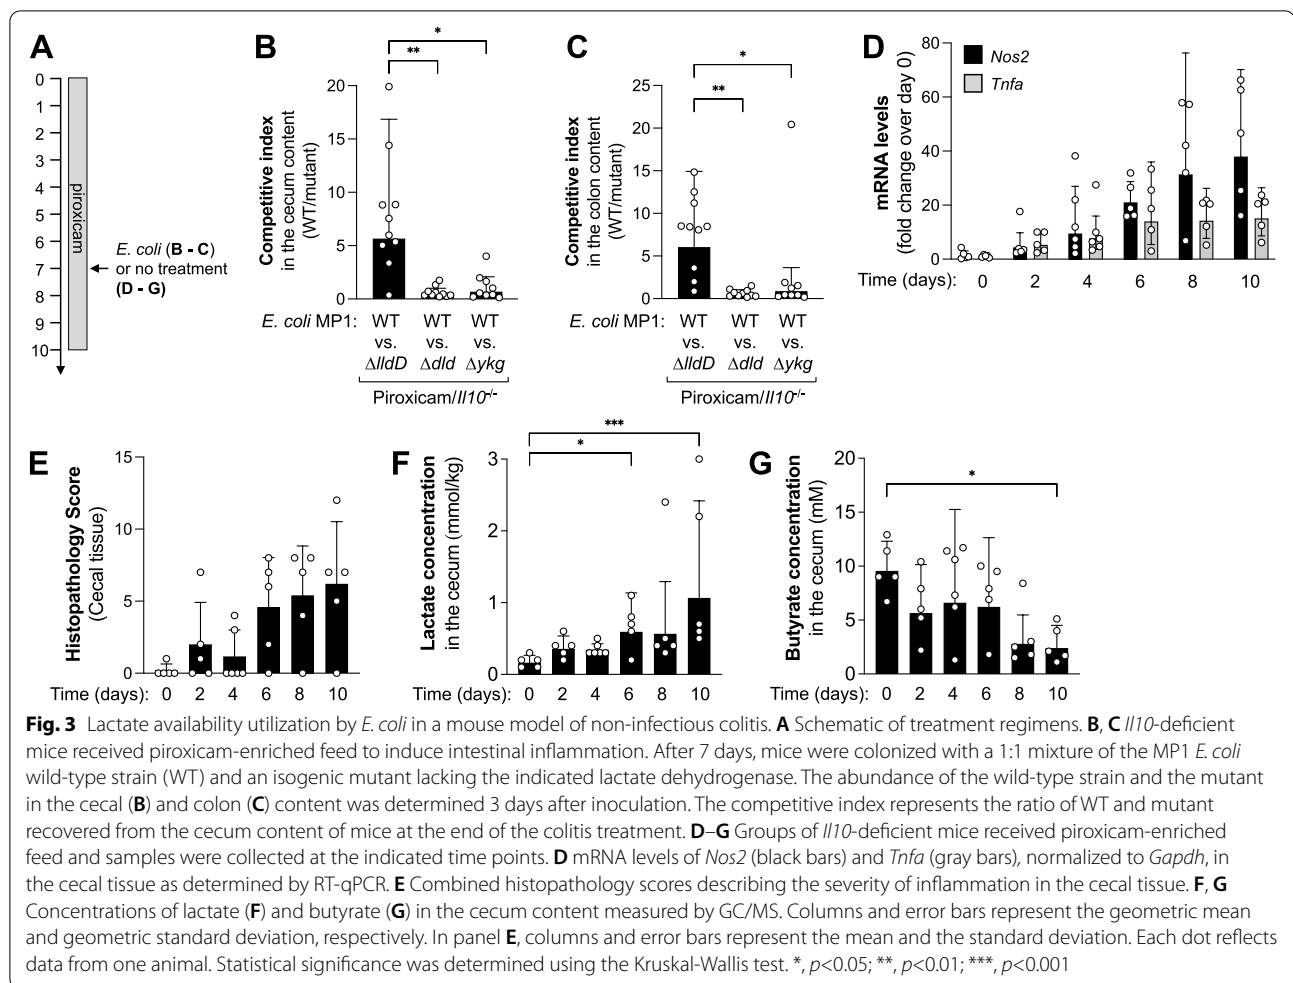 A
0
1
2
3
4
5
6
7
8
9
10
piroxicam
E. coli (B - C)
or no treatment
(D - G)
B
Competitive index
in the cecum content
(WT/mutant)
20
15
10
5
0
*
**
E. coli MP1: WT WT WT
vs. vs. vs.
ΔlldD Δdld Δykg
Piroxicam/Il10-/-
C
Competitive index
in the colon content
(WT/mutant)
25
20
15
10
5
0
*
**
E. coli MP1: WT WT WT
vs. vs. vs.
ΔlldD Δdld Δykg
Piroxicam/Il10-/-
D
mRNA levels
(fold change over day 0)
80
60
40
20
0
Nos2
Tnfa
Time (days): 0 2 4 6 8 10
E
Histopathology Score
(Cecal tissue)
15
10
5
0
Time (days): 0 2 4 6 8 10
F
Lactate concentration
in the cecum (mmol/kg)
3
2
1
0
***
*
Time (days): 0 2 4 6 8 10
G
Butyrate concentration
in the cecum (mM)
20
15
10
5
0
*
Time (days): 0 2 4 6 8 10
Fig. 3 Lactate availability utilization by E. coli in a mouse model of non-infectious colitis. A Schematic of treatment regimens. B, C Il10-deficient
mice received piroxicam-enriched feed to induce intestinal inflammation. After 7 days, mice were colonized with a 1:1 mixture of the MP1 E. coli
wild-type strain (WT) and an isogenic mutant lacking the indicated lactate dehydrogenase. The abundance of the wild-type strain and the mutant
in the cecal (B) and colon (C) content was determined 3 days after inoculation. The competitive index represents the ratio of WT and mutant
recovered from the cecum content of mice at the end of the colitis treatment. D–G Groups of Il10-deficient mice received piroxicam-enriched
feed and samples were collected at the indicated time points. D mRNA levels of Nos2 (black bars) and Tnfa (gray bars), normalized to Gapdh, in
the cecal tissue as determined by RT-qPCR. E Combined histopathology scores describing the severity of inflammation in the cecal tissue. F, G
Concentrations of lactate (F) and butyrate (G) in the cecum content measured by GC/MS. Columns and error bars represent the geometric mean
and geometric standard deviation, respectively. In panel E, columns and error bars represent the mean and the standard deviation. Each dot reflects
data from one animal. Statistical significance was determined using the Kruskal-Wallis test. *, p<0.05; **, p<0.01; ***, p<0.001